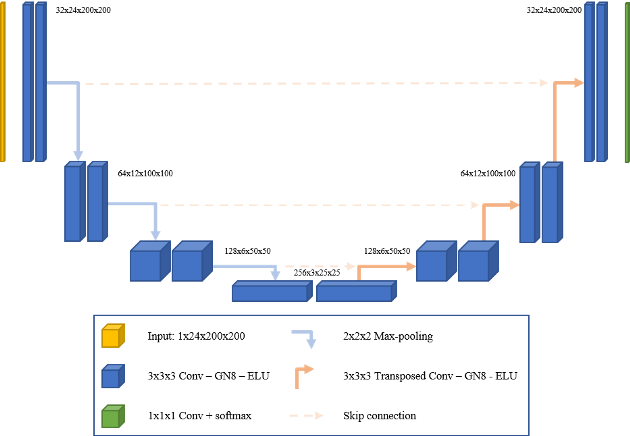 32x24x200x200
32x24x200x200
64x12x100x100
64x12x100x100
128x6x50x50
128x6x50x50
256x3x25x25
Input: 1x24x200x200
2x2x2 Max-pooling
3x3x3 Conv – GN8 – ELU
3x3x3 Transposed Conv – GN8 - ELU
1x1x1 Conv + softmax
Skip connection